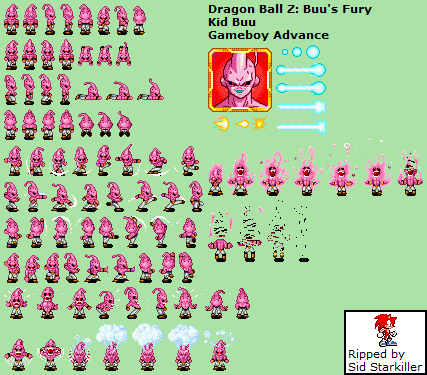 Dragon Ball Z: Buu's Fury
Kid Buu
Gameboy Advance
Ripped by
Sid Starkiller